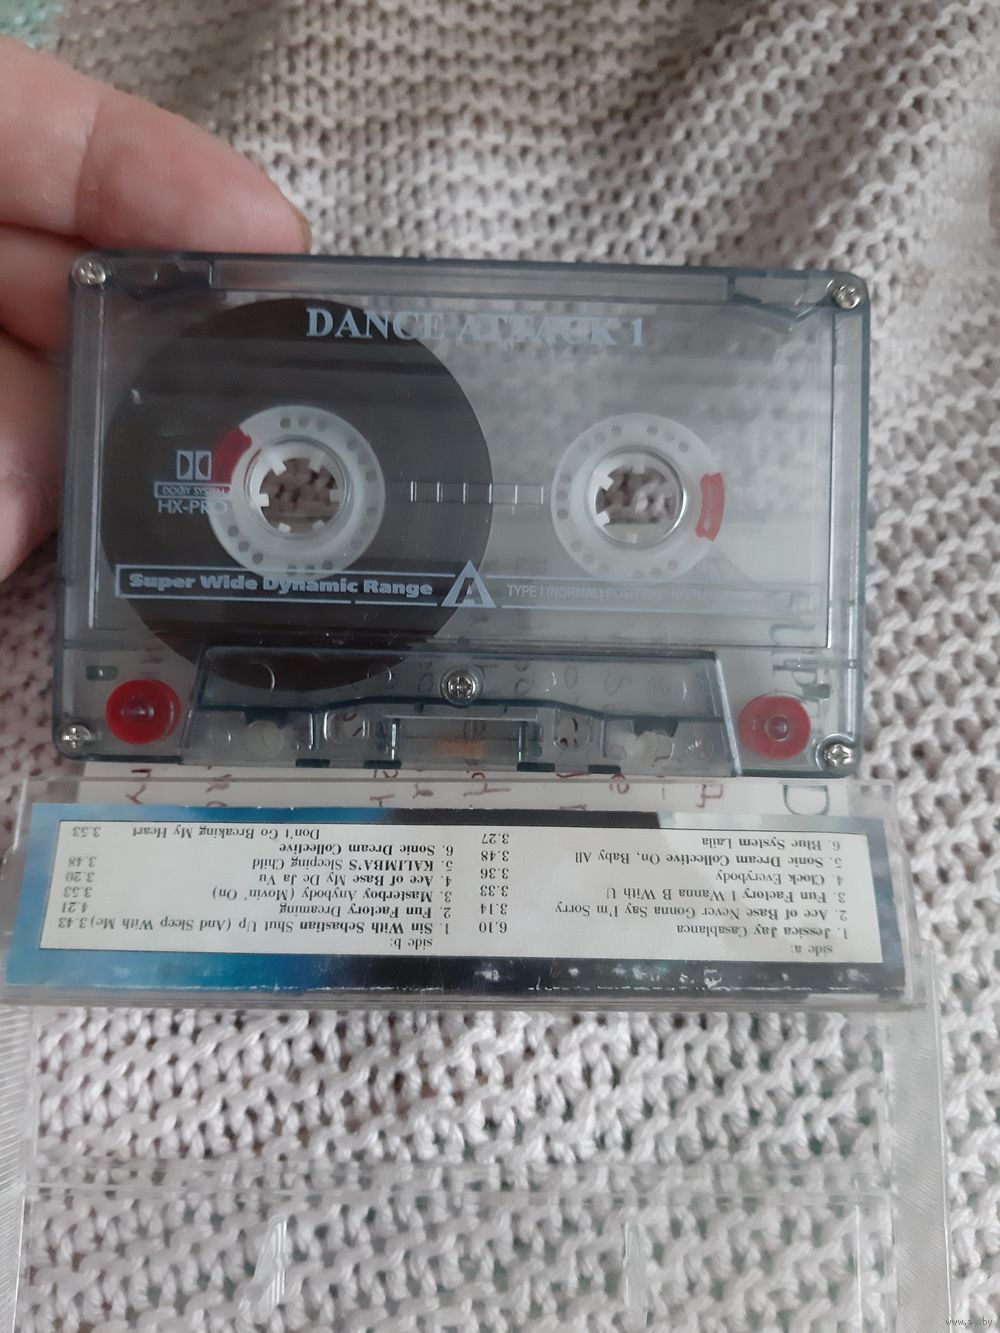 DANCE ATTACK 1
DOLBY SYSTEM
HX-PRO
Super Wide Dynamic Range
A
TYPE I (NORMAL) POSITION
side a:
1. Jessica Jay Casablanca 6.10
2. Ace of Base Never Gonna Say I'm Sorry 3.14
3. Fun Factory I Wanna B With U 3.33
4. Clock Everybody 3.36
5. Sonic Dream Collective On, Baby All 3.48
6. Blue System Laila 3.27
side b:
1. Sin With Sebastian Shut Up (And Sleep With Me) 3.43
2. Fun Factory Dreaming 4.21
3. Masterboy Anybody (Movin' On) 3.53
4. Ace of Base My De Ja Vu 3.20
5. KALIMBA'S Sleeping Child 3.48
6. Sonic Dream Collective
Don't Go Breaking My Heart 3.53
www.ay.by